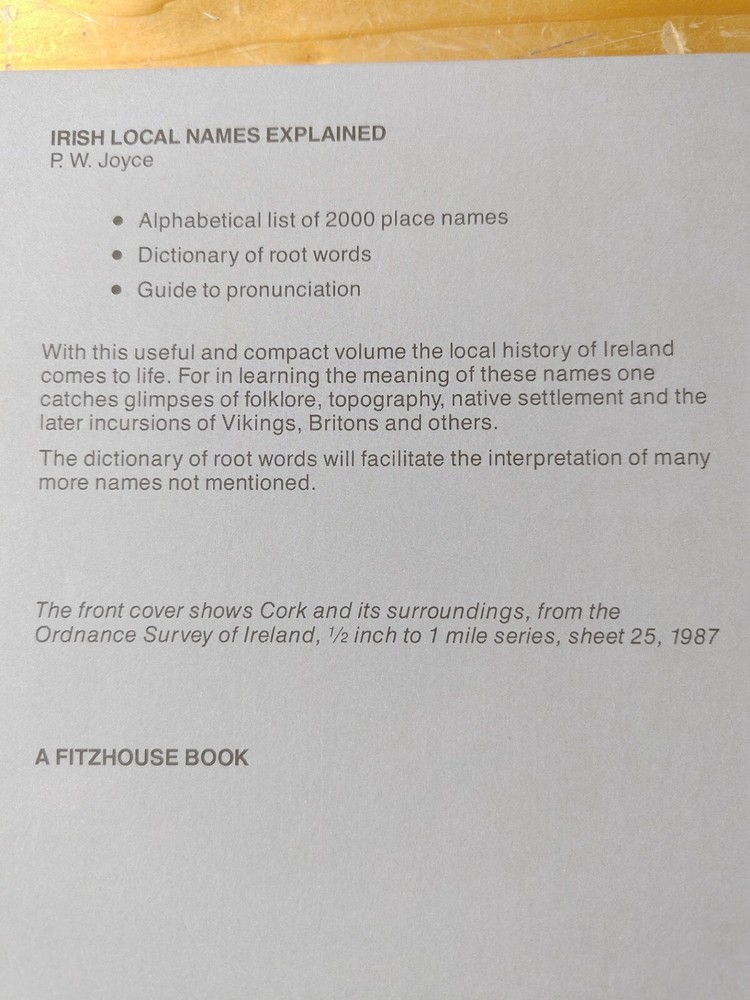 IRISH LOCAL NAMES EXPLAINED
P. W. Joyce
• Alphabetical list of 2000 place names
• Dictionary of root words
• Guide to pronunciation
With this useful and compact volume the local history of Ireland
comes to life. For in learning the meaning of these names one
catches glimpses of folklore, topography, native settlement and the
later incursions of Vikings, Britons and others.
The dictionary of root words will facilitate the interpretation of many
more names not mentioned.
The front cover shows Cork and its surroundings, from the
Ordnance Survey of Ireland, ½ inch to 1 mile series, sheet 25, 1987
A FITZHOUSE BOOK